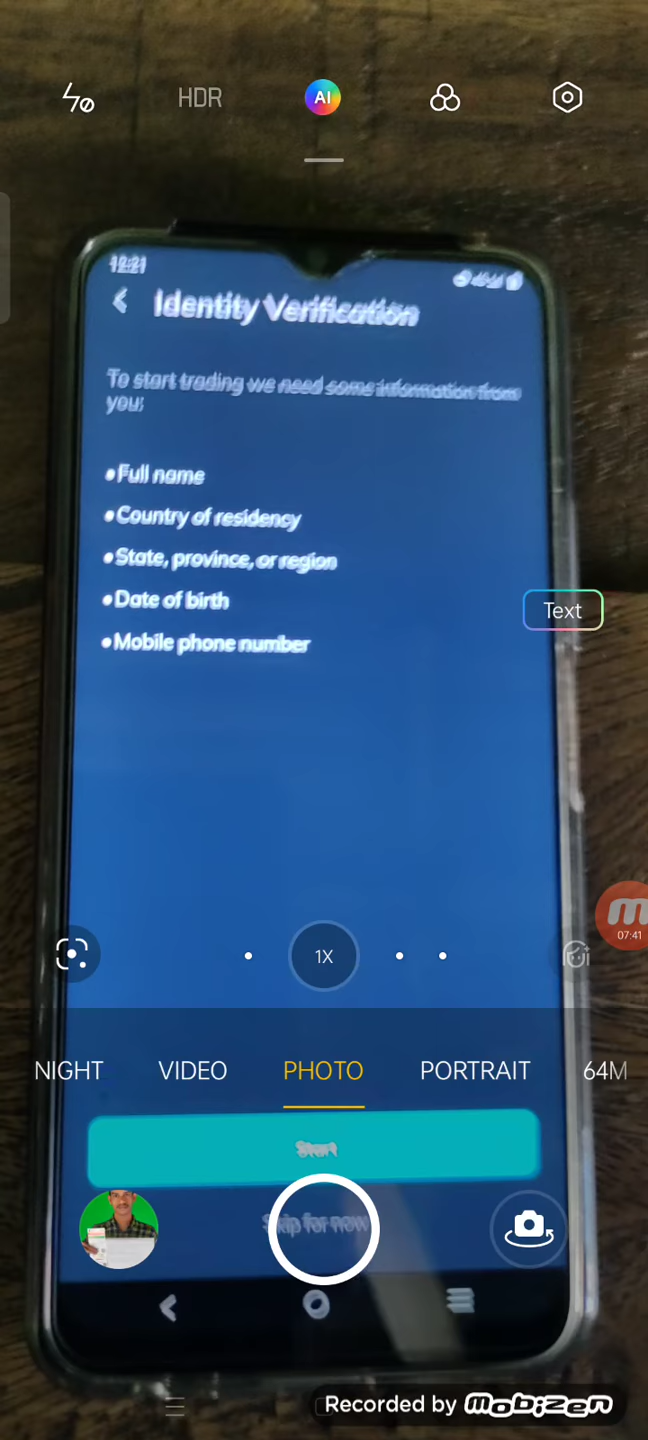 HDR
AI
12:21
Identity Verification
To start trading we need some information from
you:
•Full name
•Country of residency
•State, province, or region
•Date of birth
•Mobile phone number
Text
07:41
1X
NIGHT VIDEO PHOTO PORTRAIT 64M
Start
Skip for now
Recorded by mobizen